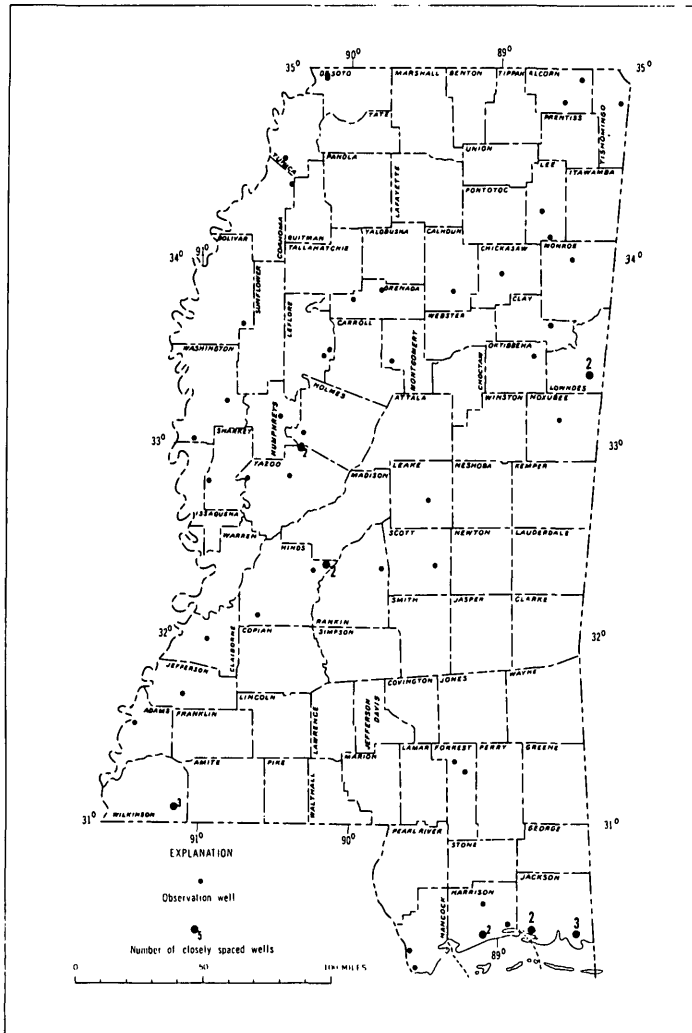 90° 89°
35° 35°
DESOTO MARSHALL BENTON TIPPAH ALCORN
TATE PRENTISS TISHOMINGO
TUNICA PANOLA UNION LEE ITAWAMBA
LAFAYETTE PONTOTOC
COAHOMA QUITMAN YALOBUSHA CALHOUN CHICKASAW MONROE
BOLIVAR TALLAHATCHIE
34° 91° 34°
SUNFLOWER GRENADA CLAY
LEFLORE CARROLL WEBSTER
WASHINGTON MONTGOMERY CHOCTAW OKTIBBEHA 2
HOLMES ATTALA WINSTON NOXUBEE LOWNDES
HUMPHREYS
33° SHARKEY 2 33°
YAZOO MADISON LEAKE NESHOBA KEMPER
ISSAQUENA
WARREN SCOTT NEWTON LAUDERDALE
HINDS 2
RANKIN SMITH JASPER CLARKE
32° COPIAH SIMPSON 32°
CLAIBORNE
JEFFERSON COVINGTON JONES WAYNE
LINCOLN LAWRENCE JEFFERSON DAVIS
ADAMS FRANKLIN
AMITE PIKE WALTHALL MARION LAMAR FORREST PERRY GREENE
3
WILKINSON
31° 91° 90° PEARL RIVER GEORGE 31°
STONE
EXPLANATION
HARRISON JACKSON
Observation well
HANCOCK 2 2 3
89°
5
Number of closely spaced wells
0 50 100 MILES